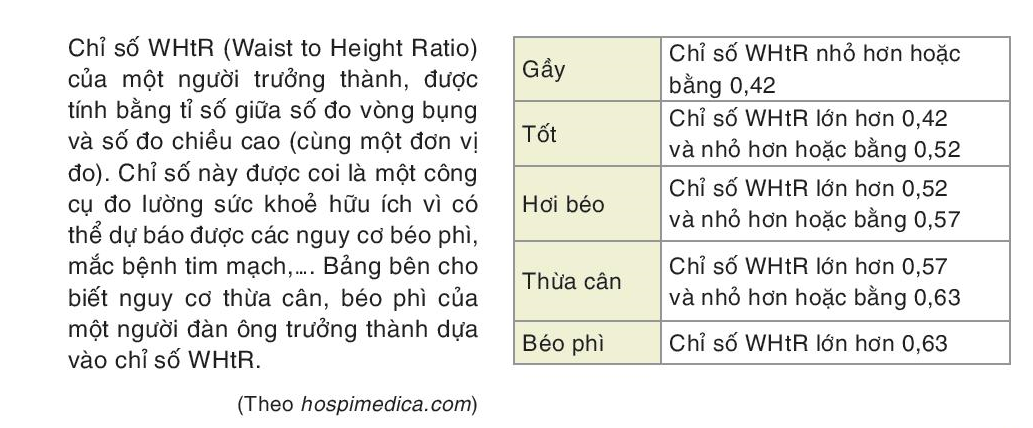 Chỉ số WHtR (Waist to Height Ratio)
của một người trưởng thành, được
tính bằng tỉ số giữa số đo vòng bụng
và số đo chiều cao (cùng một đơn vị
đo). Chỉ số này được coi là một công
cụ đo lường sức khoẻ hữu ích vì có
thể dự báo được các nguy cơ béo phì,
mắc bệnh tim mạch,.... Bảng bên cho
biết nguy cơ thừa cân, béo phì của
một người đàn ông trưởng thành dựa
vào chỉ số WHtR.
(Theo hospimedica.com)
Gầy
Chỉ số WHtR nhỏ hơn hoặc
bằng 0,42
Tốt
Chỉ số WHtR lớn hơn 0,42
và nhỏ hơn hoặc bằng 0,52
Hơi béo
Chỉ số WHtR lớn hơn 0,52
và nhỏ hơn hoặc bằng 0,57
Thừa cân
Chỉ số WHtR lớn hơn 0,57
và nhỏ hơn hoặc bằng 0,63
Béo phì
Chỉ số WHtR lớn hơn 0,63